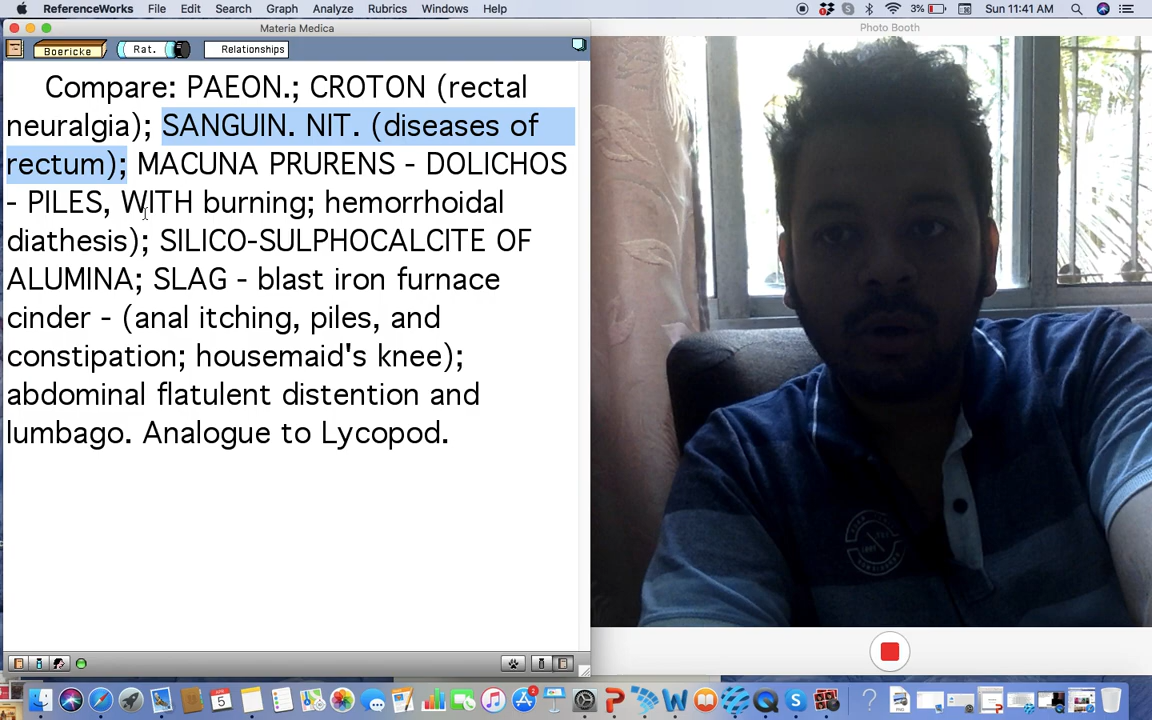 ReferenceWorks File Edit Search Graph Analyze Rubrics Windows Help 3% Sun 11:41 AM
Materia Medica
Photo Booth
Boericke Rat. Relationships
Compare: PAEON.; CROTON (rectal
neuralgia); SANGUIN. NIT. (diseases of
rectum); MACUNA PRURENS - DOLICHOS
- PILES, WITH burning; hemorrhoidal
diathesis); SILICO-SULPHOCALCITE OF
ALUMINA; SLAG - blast iron furnace
cinder - (anal itching, piles, and
constipation; housemaid's knee);
abdominal flatulent distention and
lumbago. Analogue to Lycopod.